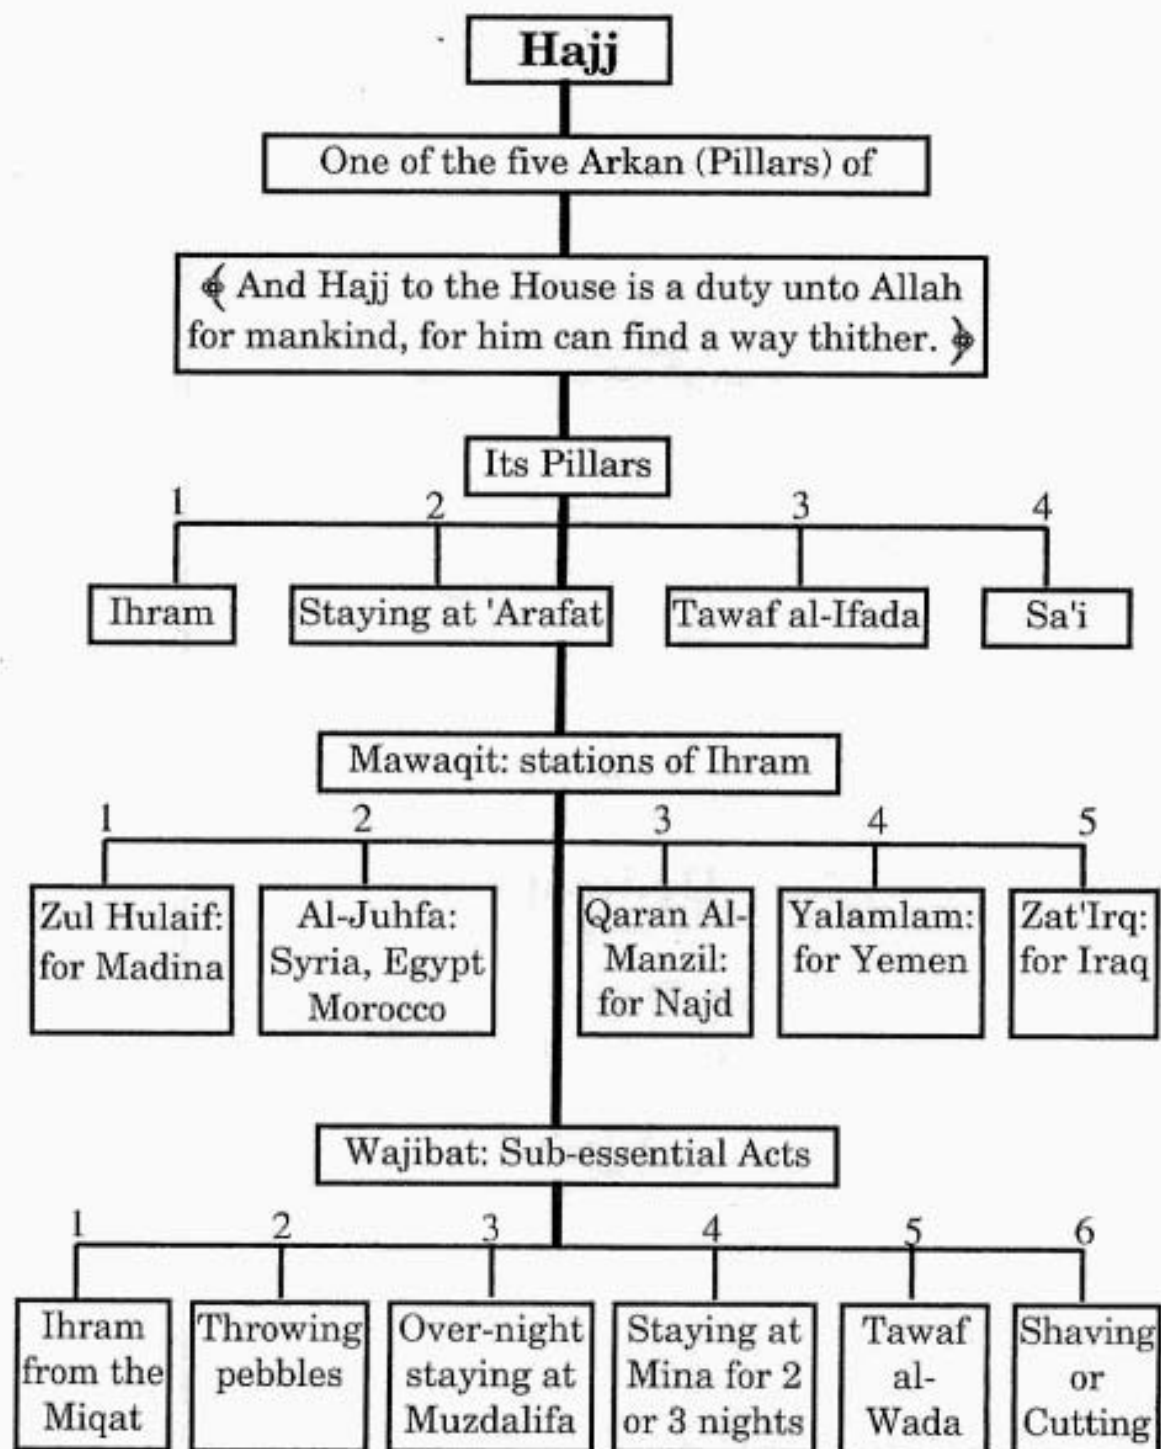 Hajj
One of the five Arkan (Pillars) of
And Hajj to the House is a duty unto Allah
for mankind, for him can find a way thither.
Its Pillars
1
2
3
4
Ihram
Staying at 'Arafat
Tawaf al-Ifada
Sa'i
Mawaqit: stations of Ihram
1
2
3
4
5
Zul Hulaif:
for Madina
Al-Juhfa:
Syria, Egypt
Morocco
Qaran Al-
Manzil:
for Najd
Yalamlam:
for Yemen
Zat'Irq:
for Iraq
Wajibat: Sub-essential Acts
1
2
3
4
5
6
Ihram
from the
Miqat
Throwing
pebbles
Over-night
staying at
Muzdalifa
Staying at
Mina for 2
or 3 nights
Tawaf
al-
Wada
Shaving
or
Cutting